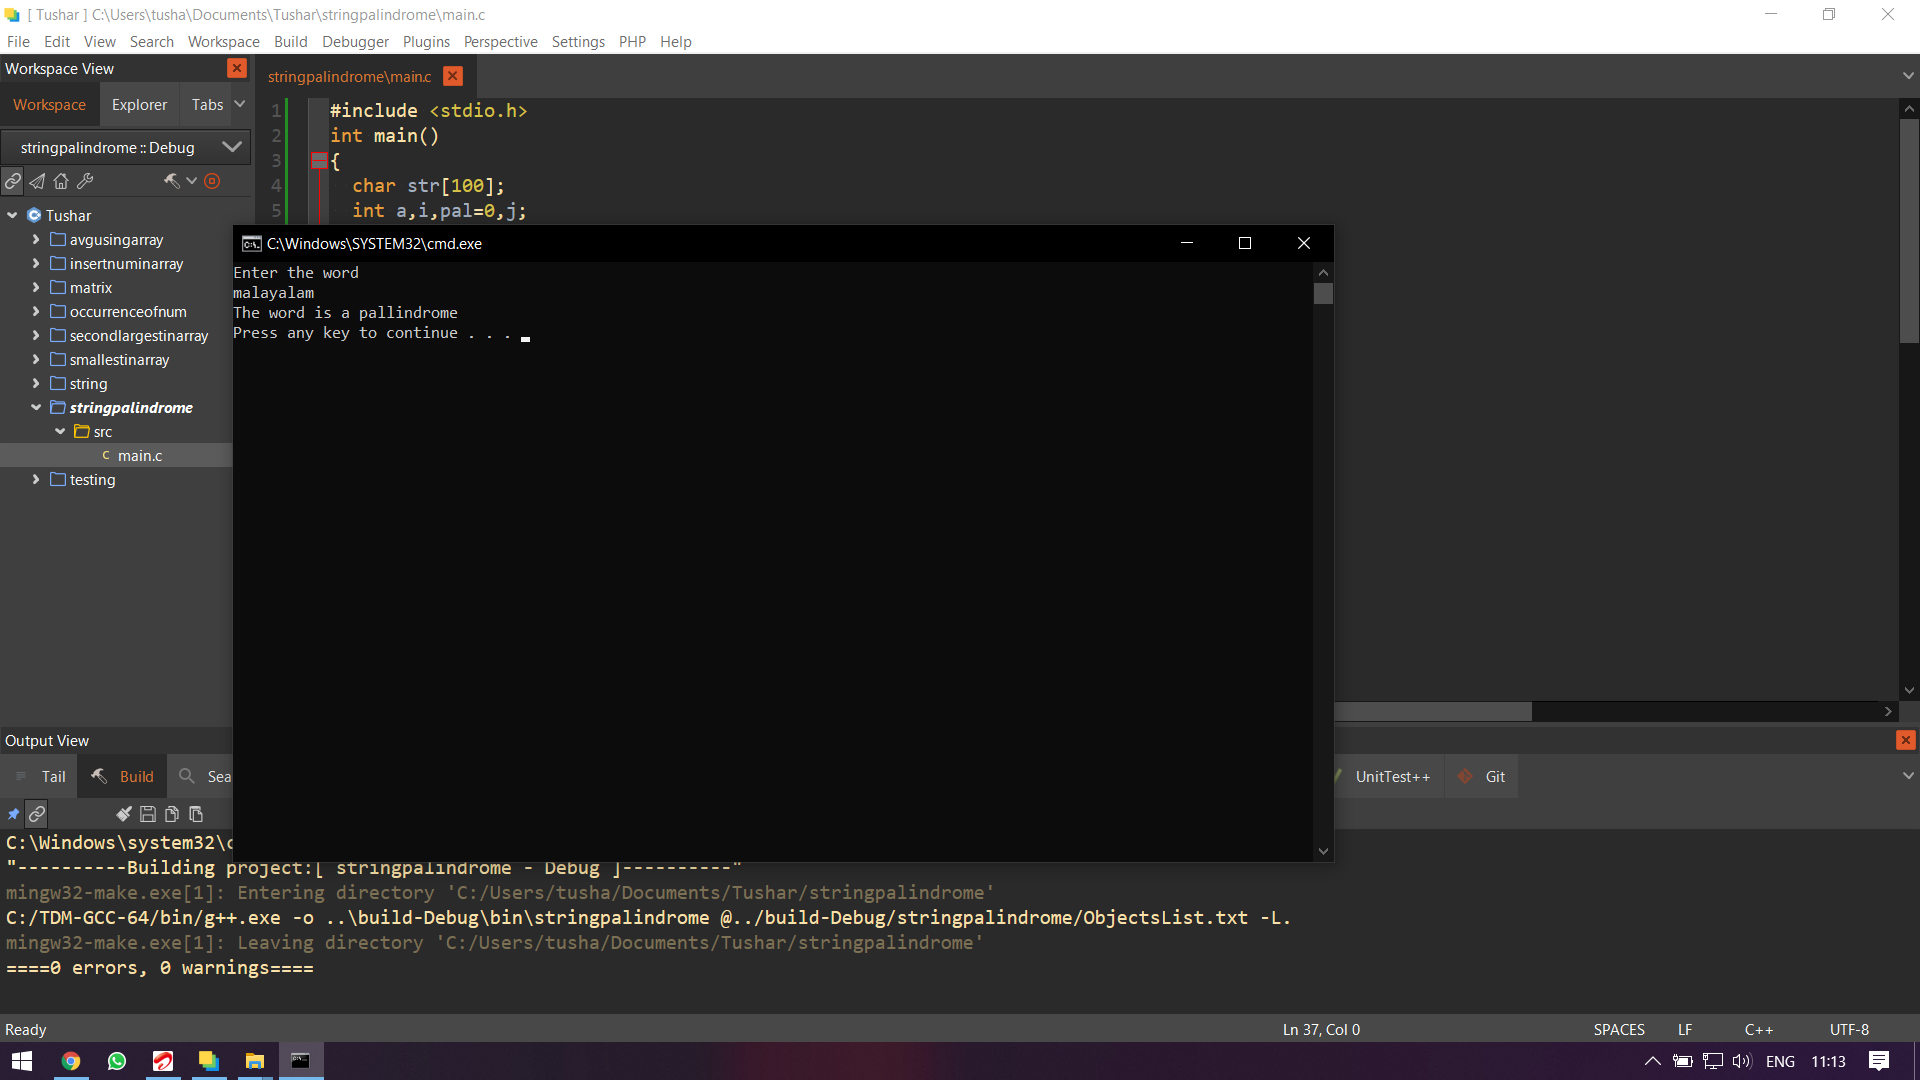 [ Tushar ] C:\Users\tusha\Documents\Tushar\stringpalindrome\main.c
File Edit View Search Workspace Build Debugger Plugins Perspective Settings PHP Help
Workspace View
Workspace Explorer Tabs
stringpalindrome :: Debug
Tushar
avgusingarray
insertnuminarray
matrix
occurrenceofnum
secondlargestinarray
smallestinarray
string
stringpalindrome
src
main.c
testing
stringpalindrome\main.c
1 #include <stdio.h>
2 int main()
3 {
4 char str[100];
5 int a,i,pal=0,j;
C:\Windows\SYSTEM32\cmd.exe
Enter the word
malayalam
The word is a pallindrome
Press any key to continue . . .
Output View
Tail Build Sea UnitTest++ Git
C:\Windows\system32\c
"----------Building project:[ stringpalindrome - Debug ]----------"
mingw32-make.exe[1]: Entering directory 'C:/Users/tusha/Documents/Tushar/stringpalindrome'
C:/TDM-GCC-64/bin/g++.exe -o ..\build-Debug\bin\stringpalindrome @../build-Debug/stringpalindrome/ObjectsList.txt -L.
mingw32-make.exe[1]: Leaving directory 'C:/Users/tusha/Documents/Tushar/stringpalindrome'
====0 errors, 0 warnings====
Ready Ln 37, Col 0 SPACES LF C++ UTF-8
ENG 11:13